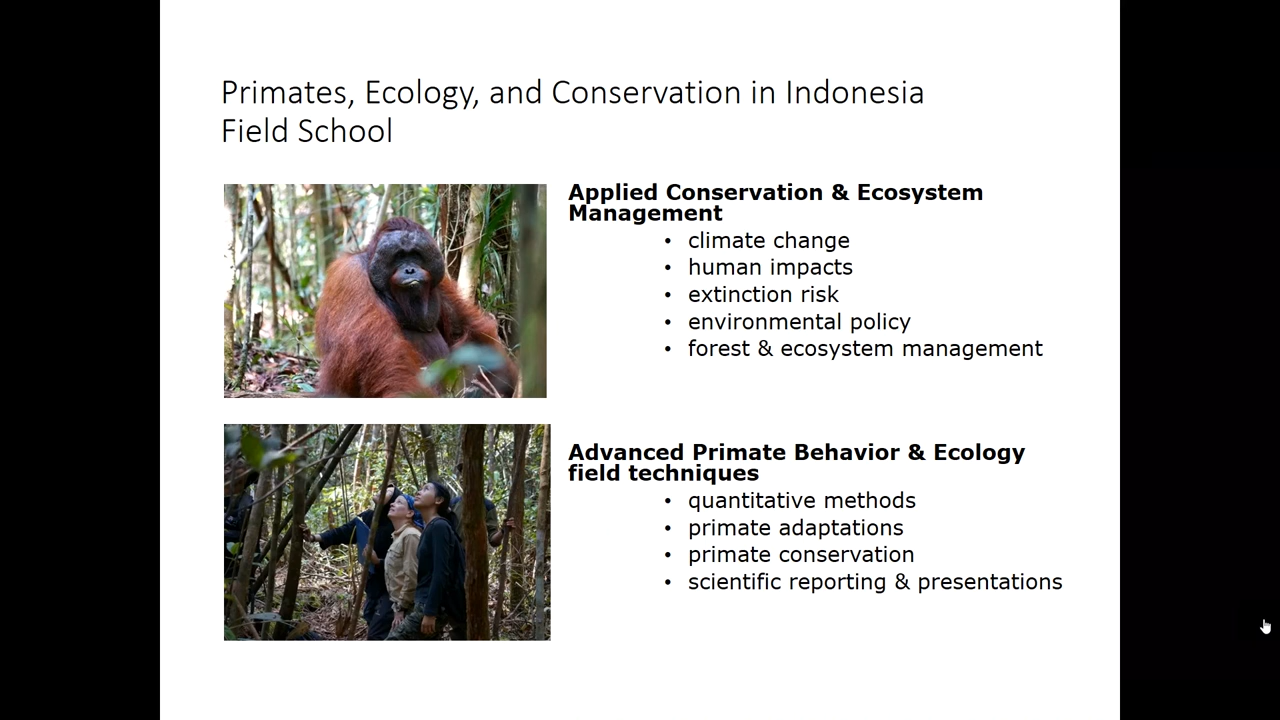 Primates, Ecology, and Conservation in Indonesia
Field School
Applied Conservation & Ecosystem
Management
• climate change
• human impacts
• extinction risk
• environmental policy
• forest & ecosystem management
Advanced Primate Behavior & Ecology
field techniques
• quantitative methods
• primate adaptations
• primate conservation
• scientific reporting & presentations